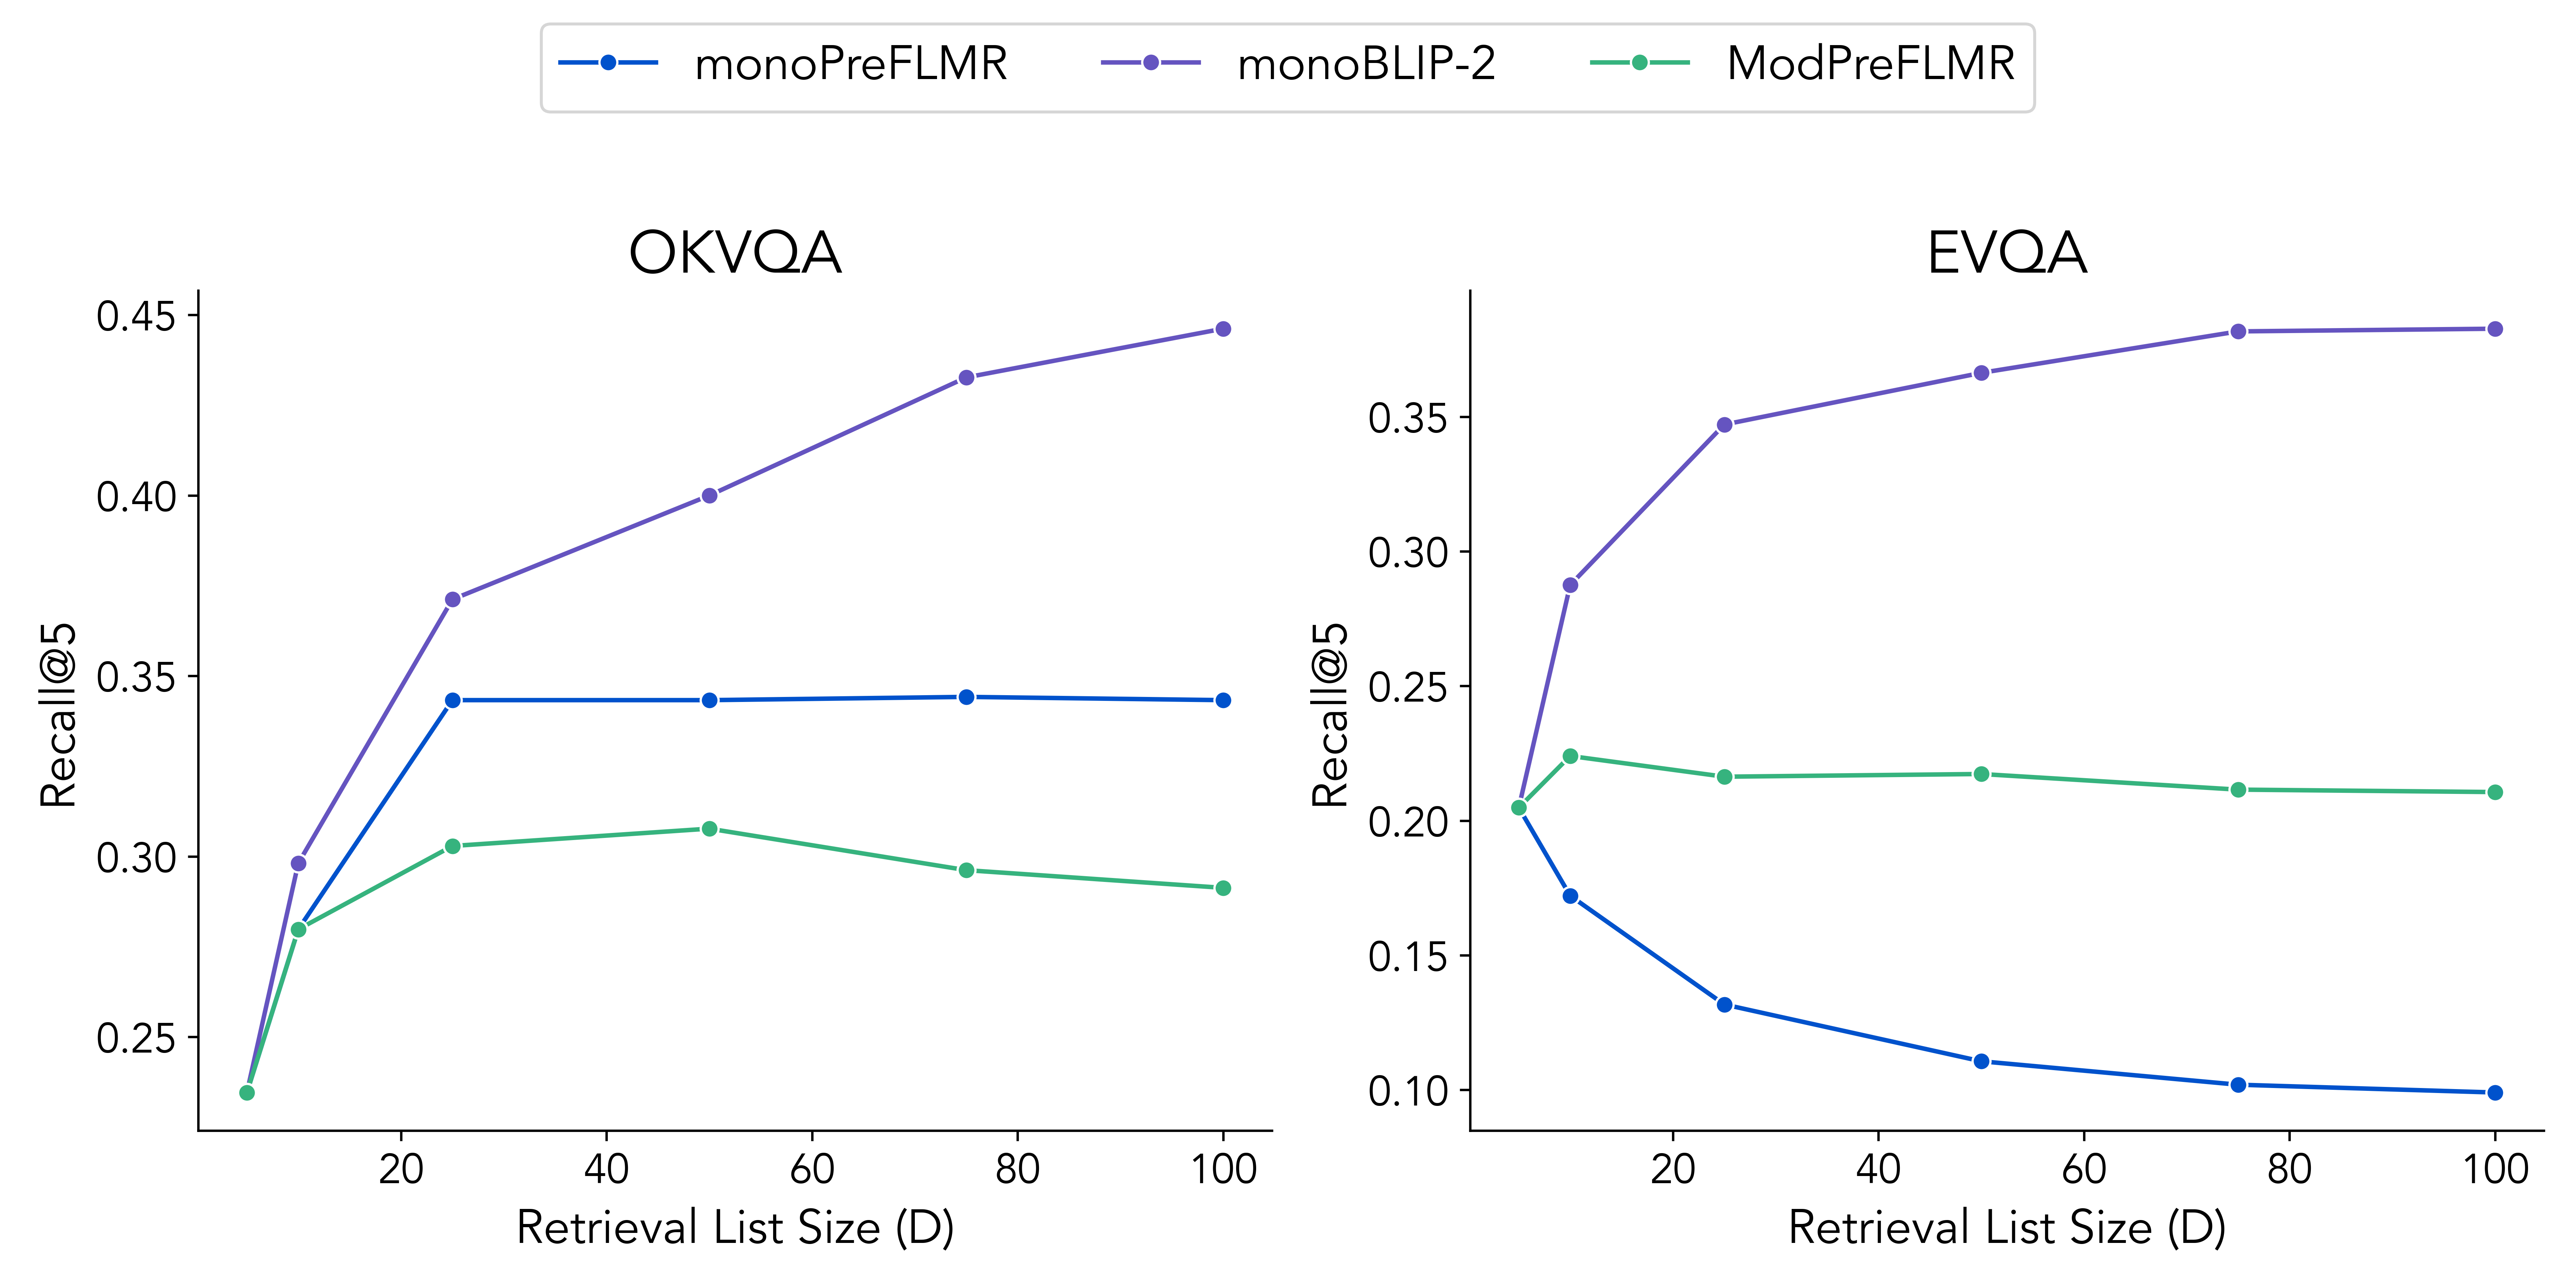 monoPreFLMR monoBLIP-2 ModPreFLMR
OKVQA
0.45
0.40
0.35
0.30
0.25
Recall@5
20 40 60 80 100
Retrieval List Size (D)
EVQA
0.35
0.30
0.25
0.20
0.15
0.10
Recall@5
20 40 60 80 100
Retrieval List Size (D)